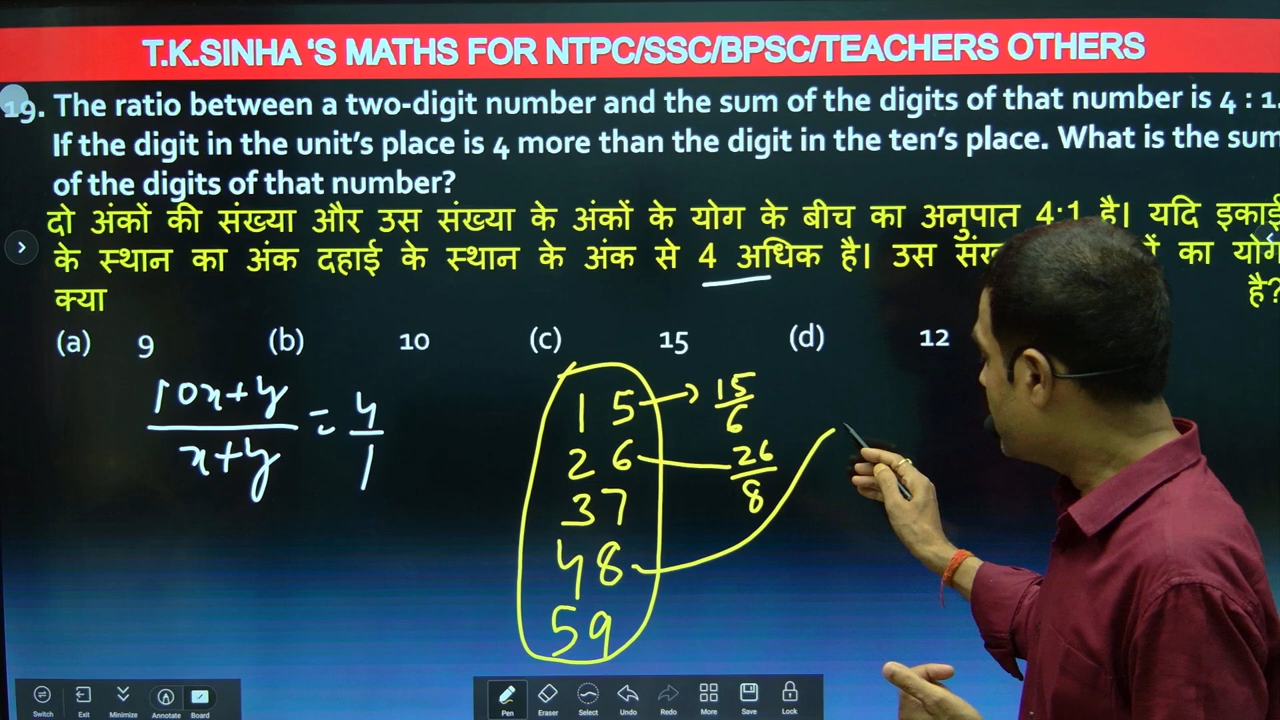 T.K.SINHA ‘S MATHS FOR NTPC/SSC/BPSC/TEACHERS OTHERS
19. The ratio between a two-digit number and the sum of the digits of that number is 4 : 1.
If the digit in the unit’s place is 4 more than the digit in the ten’s place. What is the sum
of the digits of that number?
दो अंकों की संख्या और उस संख्या के अंकों के योग के बीच का अनुपात 4:1 है। यदि इकाई
के स्थान का अंक दहाई के स्थान के अंक से 4 अधिक है। उस का योग
क्या है?
(a) 9 (b) 10 (c) 15 (d) 12
10x+y / x+y = 4 / 1
15 → 15/6
26 — 26/8
37
48
59
Switch Exit Minimize Annotate Board Pen Eraser Select Undo Redo More Save Lock